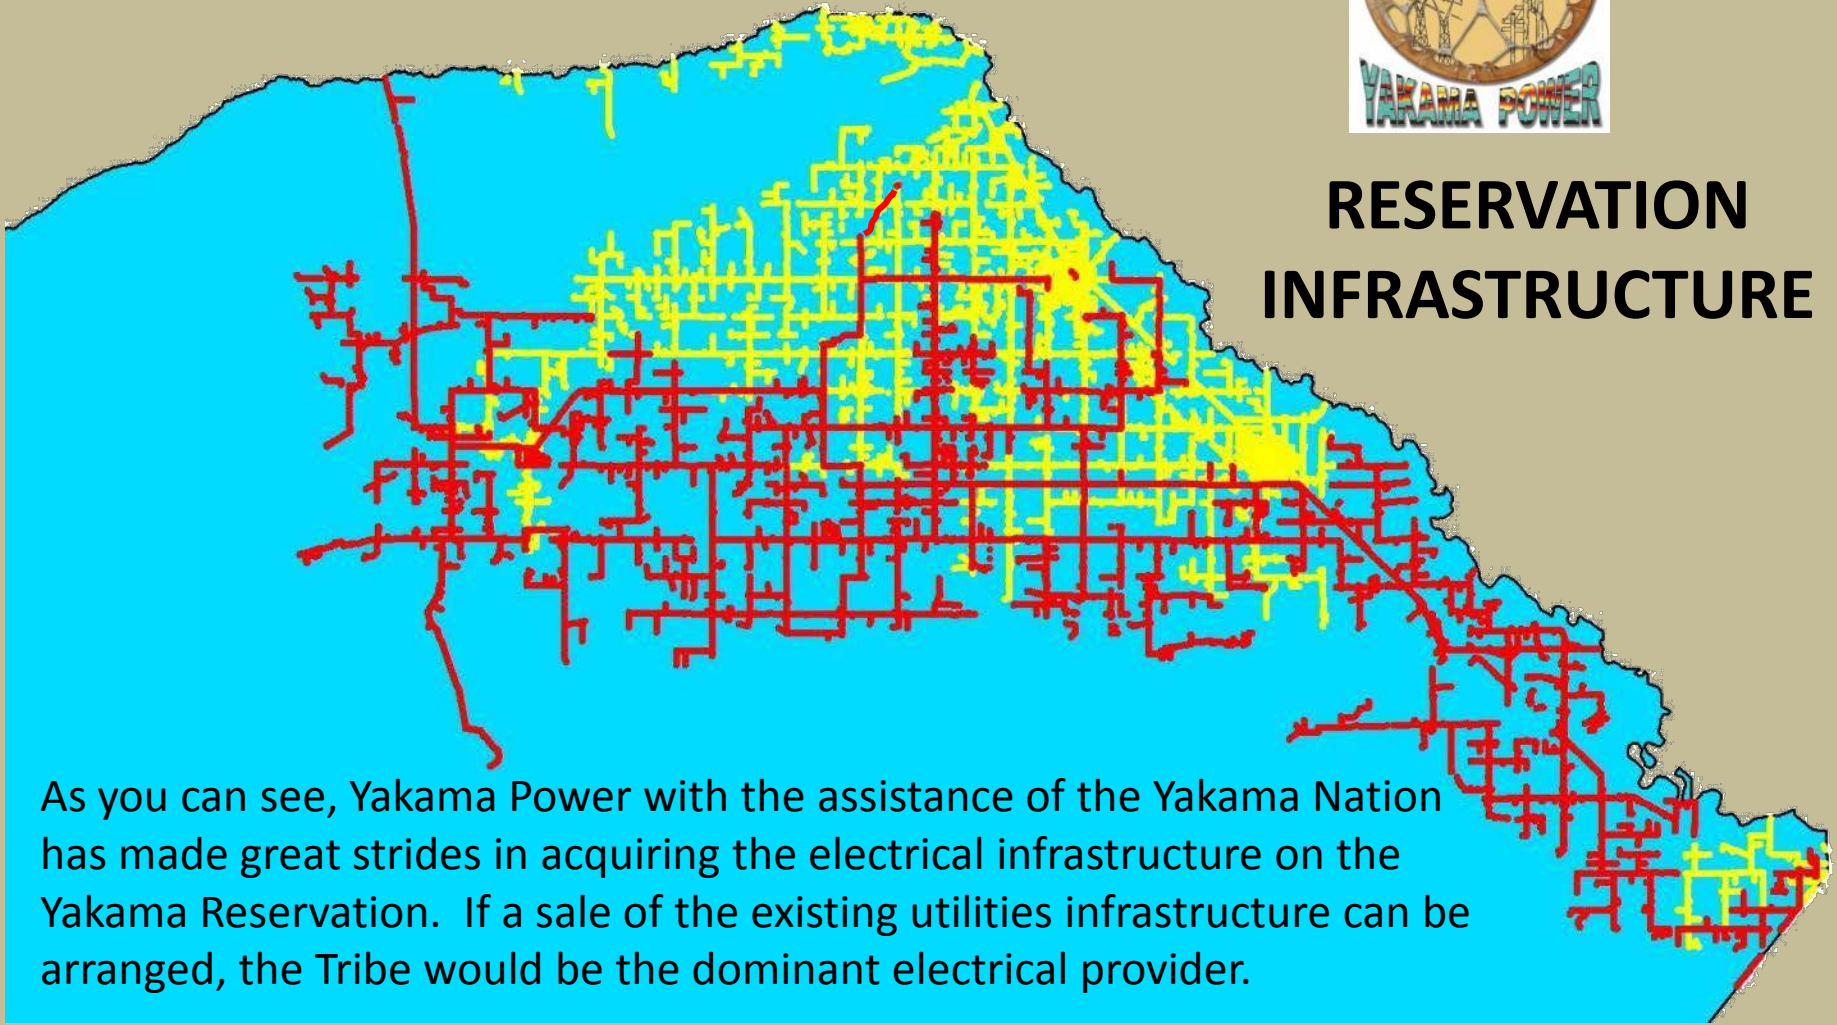 YAKAMA POWER
RESERVATION
INFRASTRUCTURE
As you can see, Yakama Power with the assistance of the Yakama Nation
has made great strides in acquiring the electrical infrastructure on the
Yakama Reservation.  If a sale of the existing utilities infrastructure can be
arranged, the Tribe would be the dominant electrical provider.